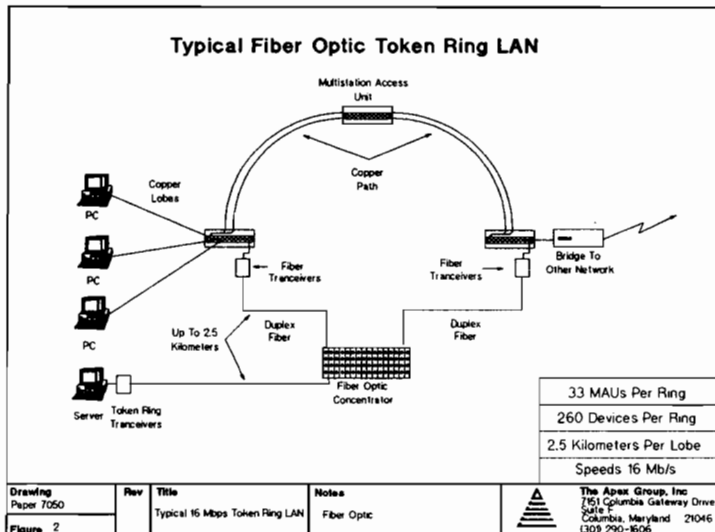 Typical Fiber Optic Token Ring LAN
Multistation Access
Unit
Copper
Path
Copper
Lobes
PC
PC
PC
Fiber
Tranceivers
Fiber
Tranceivers
Bridge To
Other Network
Up To 2.5
Kilometers
Duplex
Fiber
Duplex
Fiber
Fiber Optic
Concentrator
Server
Token Ring
Tranceivers
33 MAUs Per Ring
260 Devices Per Ring
2.5 Kilometers Per Lobe
Speeds 16 Mb/s
Drawing
Paper 7050
Figure 2
Rev
Title
Typical 16 Mbps Token Ring LAN
Notes
Fiber Optic
The Apex Group, Inc
7151 Columbia Gateway Drive
Suite F
Columbia, Maryland 21046
(301) 290-1606